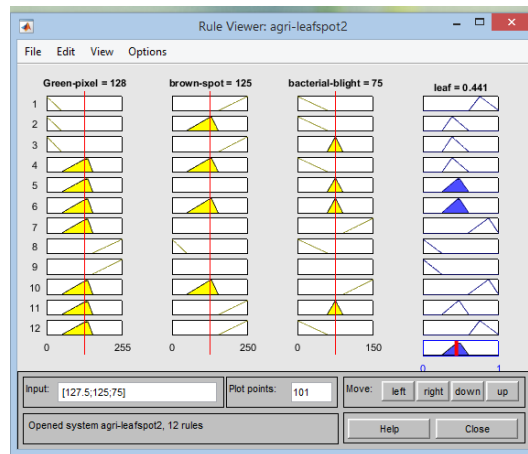 Rule Viewer: agri-leafspot2
File Edit View Options
Green-pixel = 128 brown-spot = 125 bacterial-blight = 75 leaf = 0.441
1
2
3
4
5
6
7
8
9
10
11
12
0 255 0 150
0 1
Input: [127.5;125;75] Plot points: 101 Move: left right down up
Opened system agri-leafspot2, 12 rules Help Close